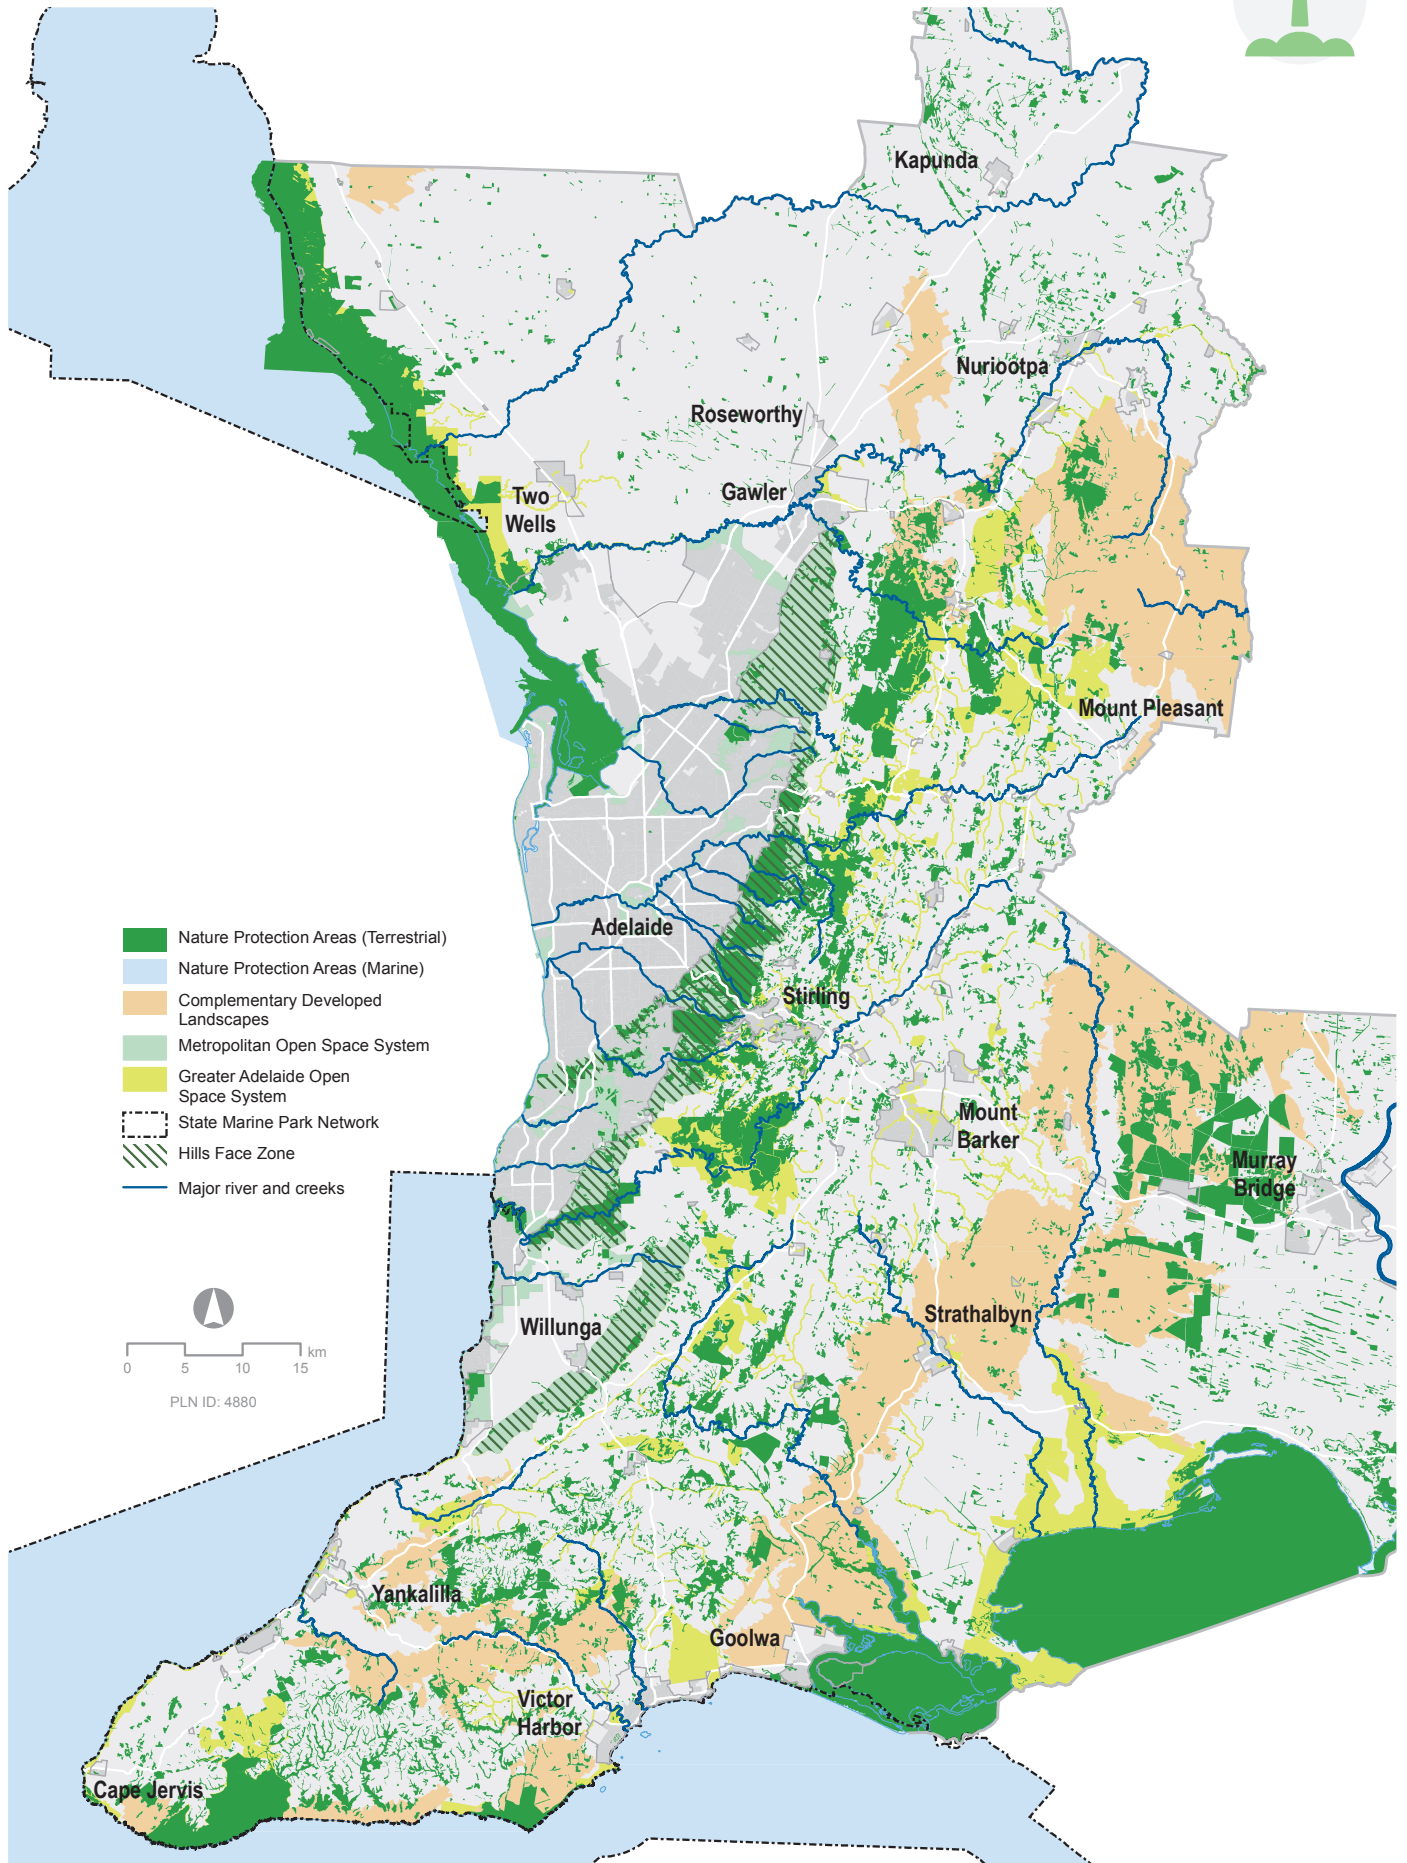 Kapunda
Nuriootpa
Roseworthy
Gawler
Two
Wells
Mount Pleasant
Adelaide
Stirling
Mount
Barker
Murray
Bridge
Strathalbyn
Willunga
Yankalilla
Goolwa
Victor
Harbor
Cape Jervis
Nature Protection Areas (Terrestrial)
Nature Protection Areas (Marine)
Complementary Developed
Landscapes
Metropolitan Open Space System
Greater Adelaide Open
Space System
State Marine Park Network
Hills Face Zone
Major river and creeks
km
0 5 10 15
PLN ID: 4880